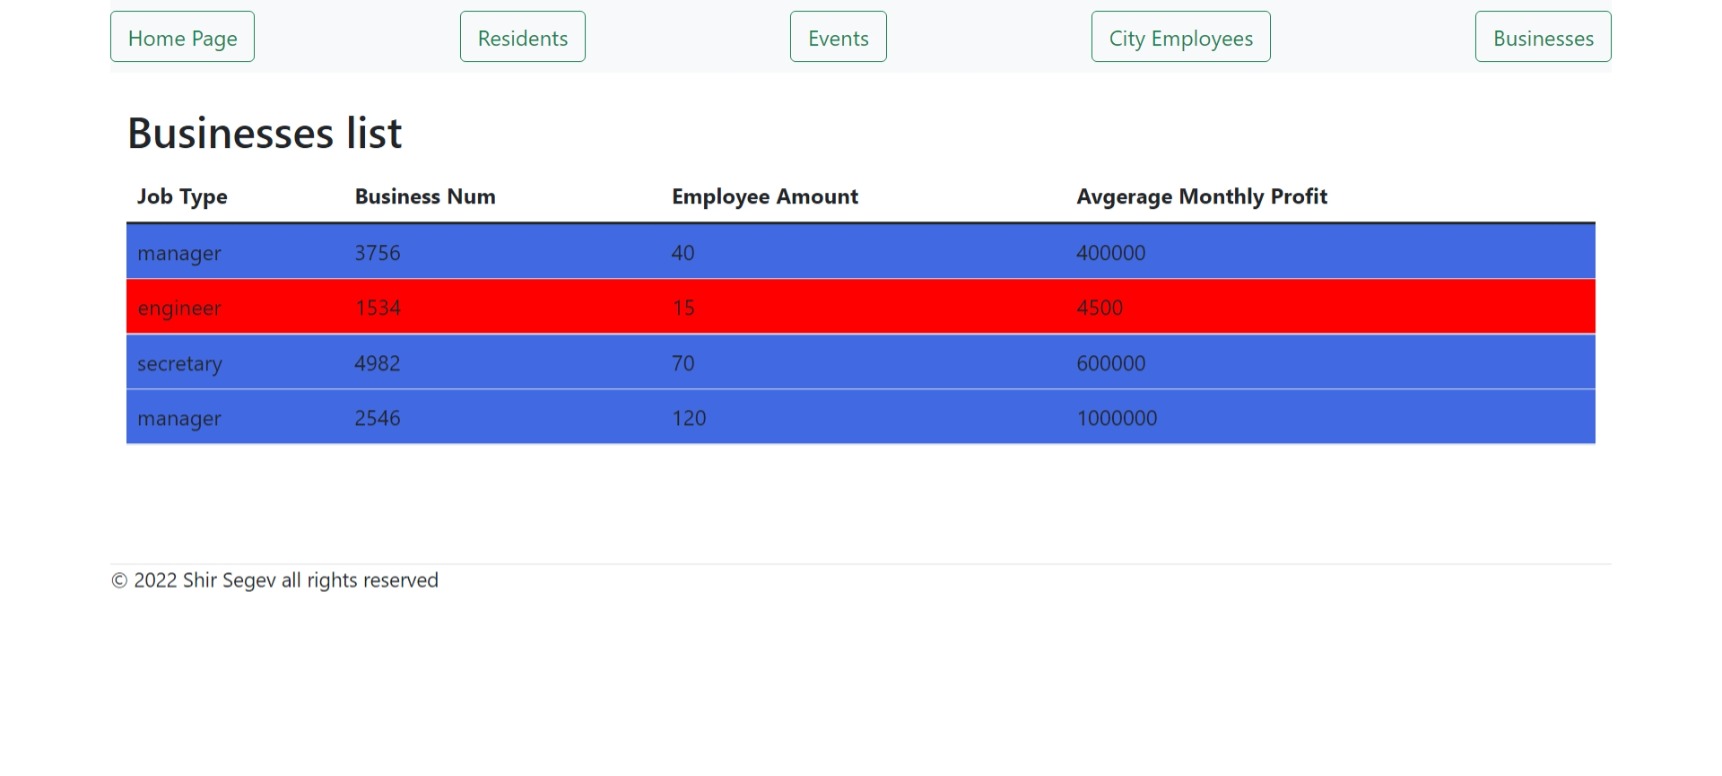 Home Page Residents Events City Employees Businesses
Businesses list
Job Type Business Num Employee Amount Avgerage Monthly Profit
manager 3756 40 400000
engineer 1534 15 4500
secretary 4982 70 600000
manager 2546 120 1000000
© 2022 Shir Segev all rights reserved